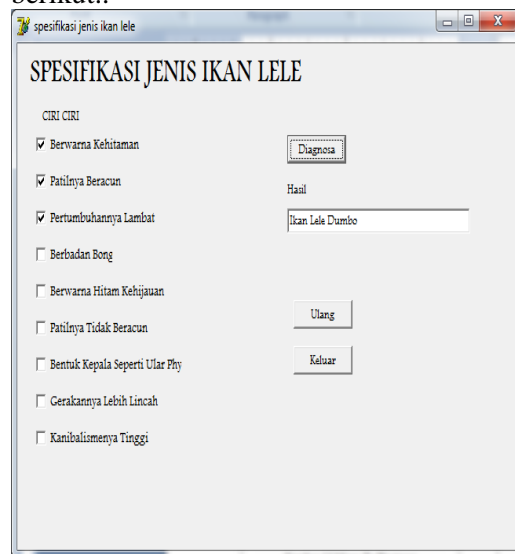 berikut..
spesifikasi jenis ikan lele
SPESIFIKASI JENIS IKAN LELE
CIRI CIRI
Berwarna Kehitaman
Diagnosa
Patilnya Beracun
Hasil
Pertumbuhannya Lambat
Ikan Lele Dumbo
Berbadan Bong
Berwarna Hitam Kehijauan
Ulang
Patilnya Tidak Beracun
Bentuk Kepala Seperti Ular Phy
Keluar
Gerakannya Lebih Lincah
Kanibalismenya Tinggi